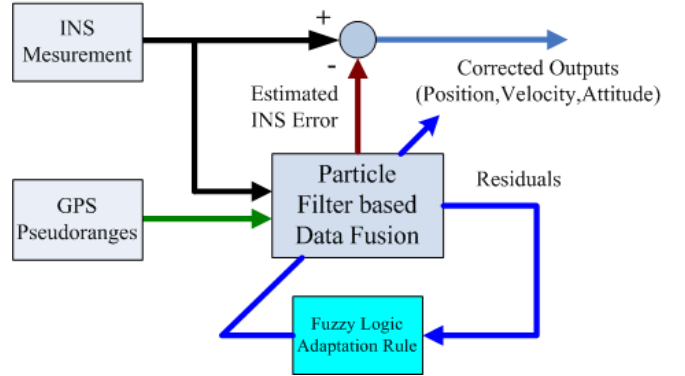 INS
Mesurement
+
-
Estimated
INS Error
Corrected Outputs
(Position,Velocity,Attitude)
Particle
Filter based
Data Fusion
Residuals
GPS
Pseudoranges
Fuzzy Logic
Adaptation Rule